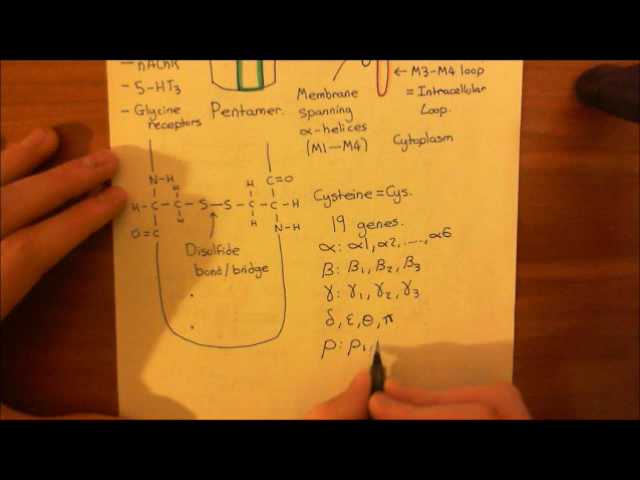 — nAChR
- 5-HT3
- Glycine
receptors
Pentamer.
Membrane
spanning
α-helices
(M1—M4)
← M3-M4 loop
= Intracellular
Loop.
Cytoplasm
N-H
H
H-C-C-S-S-C-C-H
H
O=C
C=O
H
H
N-H
Disulfide
bond/bridge
Cysteine = Cys.
19 genes.
α: α1, α2, ....., α6
β: β1, β2, β3
γ: γ1, γ2, γ3
δ, ε, θ, π
ρ: ρ1,